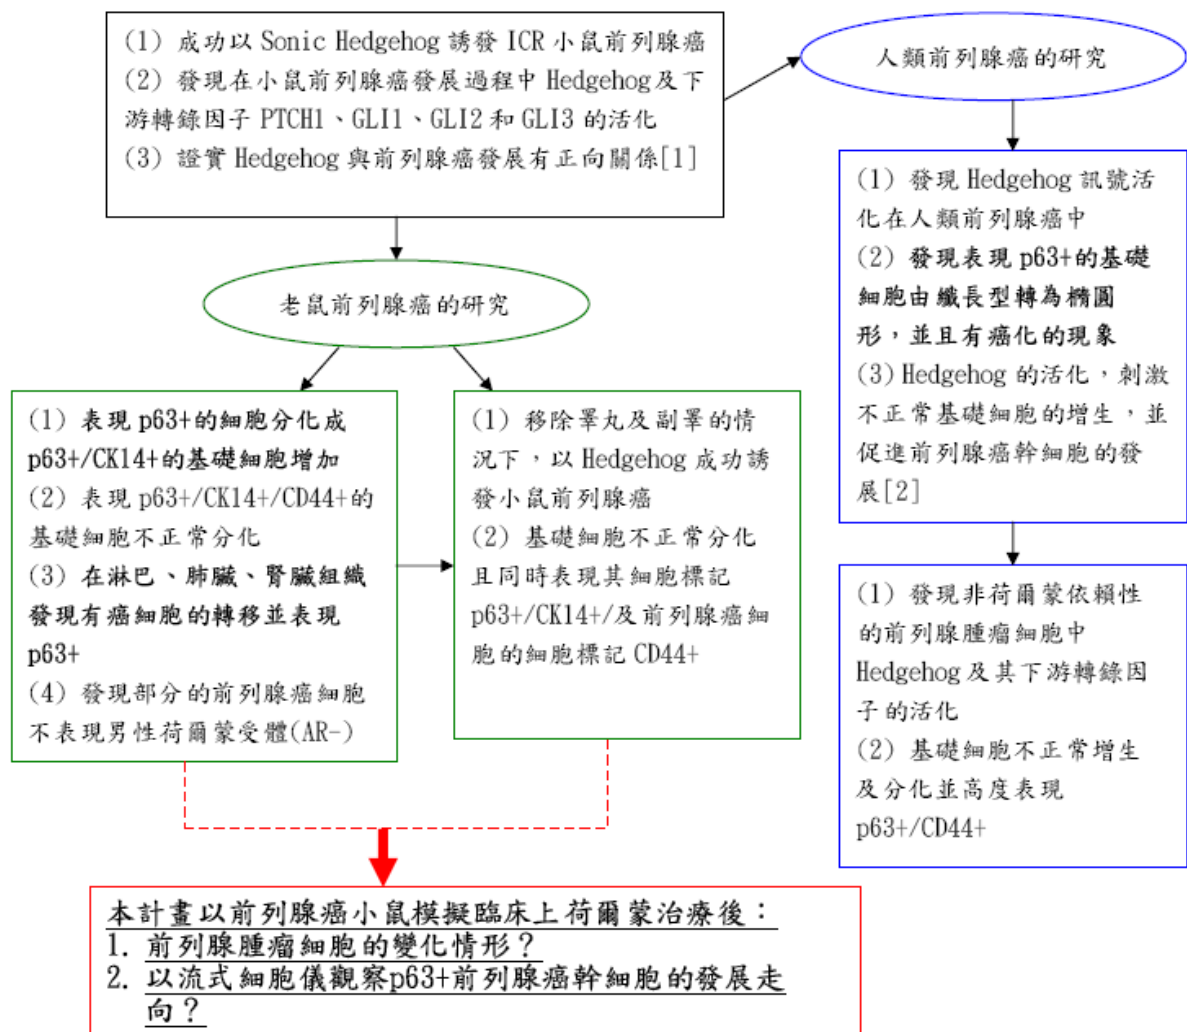 (1) 成功以 Sonic Hedgehog 誘發 ICR 小鼠前列腺癌
(2) 發現在小鼠前列腺癌發展過程中 Hedgehog 及下
游轉錄因子 PTCH1、GLI1、GLI2 和 GLI3 的活化
(3) 證實 Hedgehog 與前列腺癌發展有正向關係[1]
人類前列腺癌的研究
老鼠前列腺癌的研究
(1) 表現 p63+的細胞分化成
p63+/CK14+的基礎細胞增加
(2) 表現 p63+/CK14+/CD44+的
基礎細胞不正常分化
(3) 在淋巴、肺臟、腎臟組織
發現有癌細胞的轉移並表現
p63+
(4) 發現部分的前列腺癌細胞
不表現男性荷爾蒙受體(AR-)
(1) 移除睪丸及副睪的情
況下，以 Hedgehog 成功誘
發小鼠前列腺癌
(2) 基礎細胞不正常分化
且同時表現其細胞標記
p63+/CK14+/及前列腺癌細
胞的細胞標記 CD44+
(1) 發現 Hedgehog 訊號活
化在人類前列腺癌中
(2) 發現表現 p63+的基礎
細胞由纖長型轉為橢圓
形，並且有癌化的現象
(3) Hedgehog 的活化，刺激
不正常基礎細胞的增生，並
促進前列腺癌幹細胞的發
展[2]
(1) 發現非荷爾蒙依賴性
的前列腺腫瘤細胞中
Hedgehog 及其下游轉錄因
子的活化
(2) 基礎細胞不正常增生
及分化並高度表現
p63+/CD44+
本計畫以前列腺癌小鼠模擬臨床上荷爾蒙治療後：
1. 前列腺腫瘤細胞的變化情形？
2. 以流式細胞儀觀察p63+前列腺癌幹細胞的發展走
向？